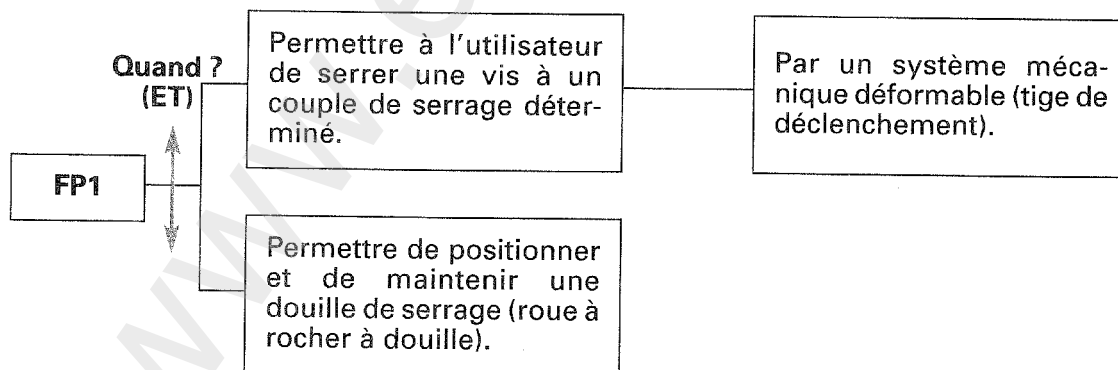 Quand ?
(ET)
FP1
Permettre à l'utilisateur
de serrer une vis à un
couple de serrage déter-
miné.
Par un système méca-
nique déformable (tige de
déclenchement).
Permettre de positionner
et de maintenir une
douille de serrage (roue à
rocher à douille).
www.e